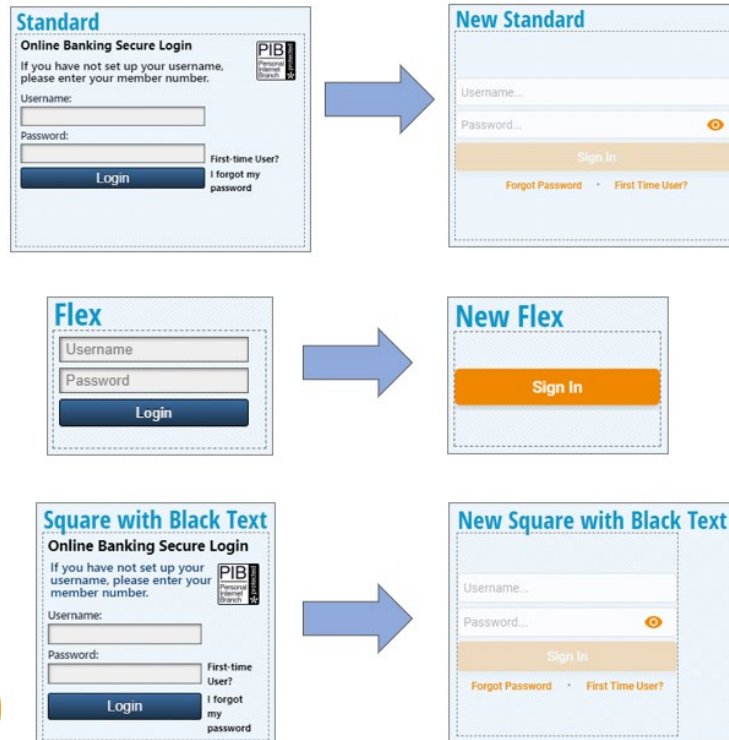 Standard
Online Banking Secure Login
If you have not set up your username,
please enter your member number.
PIB
Personal
Internet
Branch
protected
Username:
Password:
First-time User?
Login
I forgot my
password
New Standard
Username...
Password...
Sign In
Forgot Password • First Time User?
Flex
Username
Password
Login
New Flex
Sign In
Square with Black Text
Online Banking Secure Login
If you have not set up your
username, please enter your
member number.
PIB
Personal
Internet
Branch
protected
Username:
Password:
First-time
User?
Login
I forgot
my
password
New Square with Black Text
Username...
Password...
Sign In
Forgot Password • First Time User?